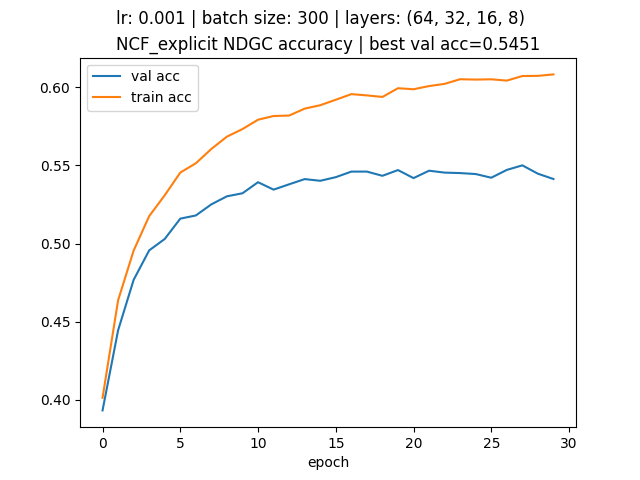 lr: 0.001 | batch size: 300 | layers: (64, 32, 16, 8)
NCF_explicit NDGC accuracy | best val acc=0.5451
val acc
train acc
0.60
0.55
0.50
0.45
0.40
0 5 10 15 20 25 30
epoch